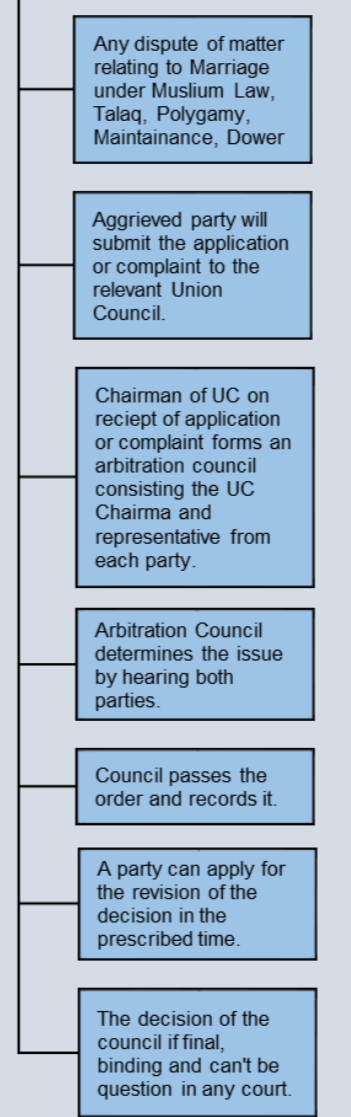 Any dispute of matter
relating to Marriage
under Muslium Law,
Talaq, Polygamy,
Maintainance, Dower
Aggrieved party will
submit the application
or complaint to the
relevant Union
Council.
Chairman of UC on
reciept of application
or complaint forms an
arbitration council
consisting the UC
Chairma and
representative from
each party.
Arbitration Council
determines the issue
by hearing both
parties.
Council passes the
order and records it.
A party can apply for
the revision of the
decision in the
prescribed time.
The decision of the
council if final,
binding and can't be
question in any court.